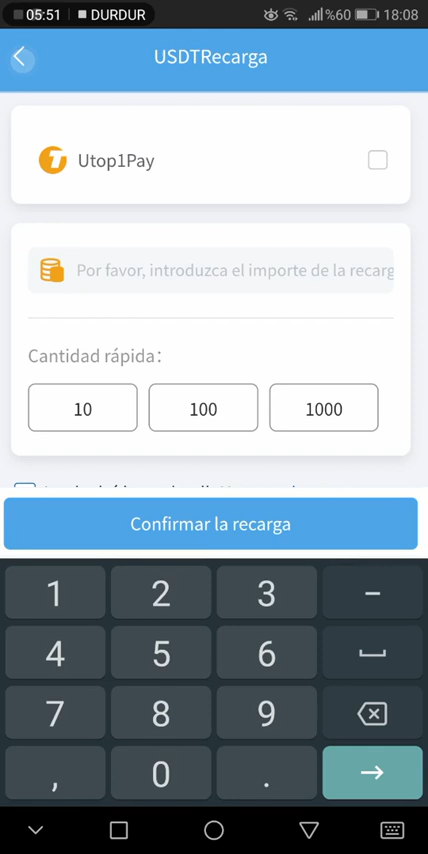 05:51 DURDUR %60 18:08
USDTRecarga
Utop1Pay
Por favor, introduzca el importe de la recarg
Cantidad rápida:
10 100 1000
Confirmar la recarga
1 2 3 -
4 5 6
7 8 9
, 0 .